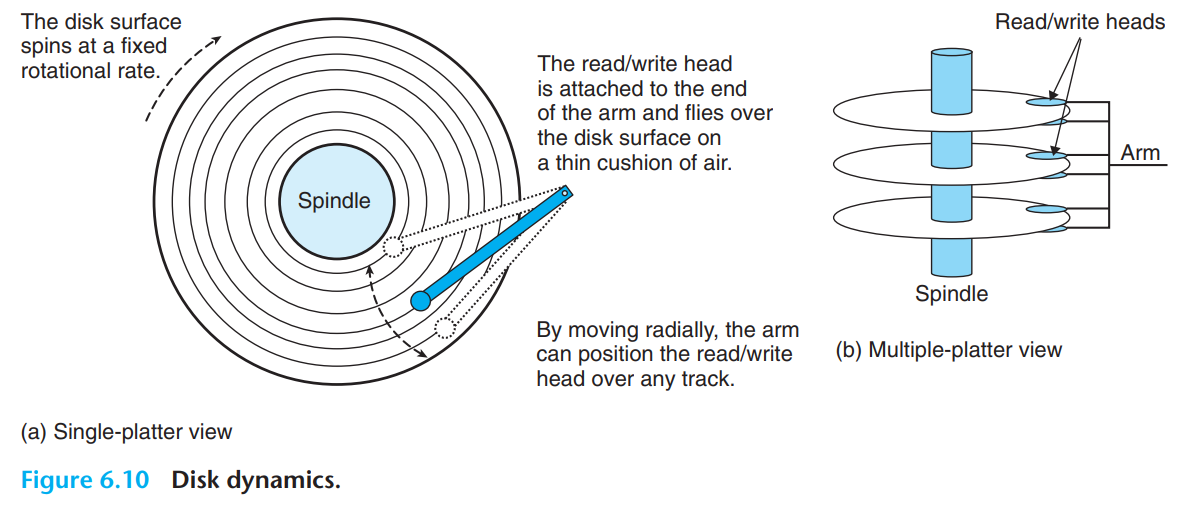 The disk surface
spins at a fixed
rotational rate.
Spindle
The read/write head
is attached to the end
of the arm and flies over
the disk surface on
a thin cushion of air.
By moving radially, the arm
can position the read/write
head over any track.
(a) Single-platter view
Read/write heads
Arm
Spindle
(b) Multiple-platter view
Figure 6.10 Disk dynamics.